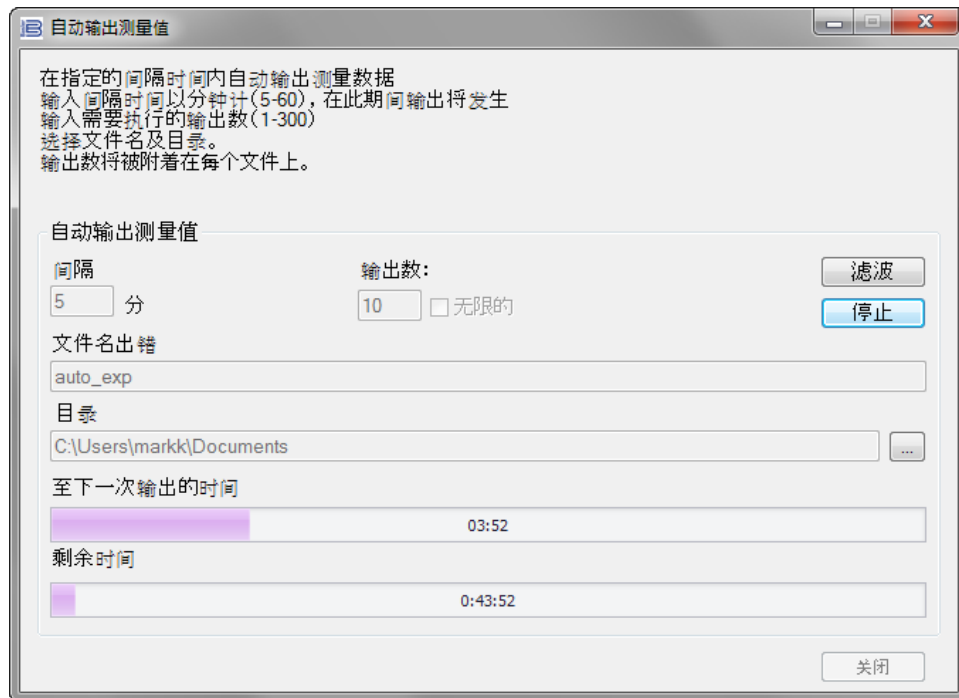 自动输出测量值
在指定的间隔时间内自动输出测量数据
输入间隔时间以分钟计(5-60), 在此期间输出将发生
输入需要执行的输出数(1-300)
选择文件名及目录。
输出数将被附着在每个文件上。
自动输出测量值
间隔
输出数:
滤波
5 分
10 无限的
停止
文件名出错
auto_exp
目录
C:\Users\markk\Documents
...
至下一次输出的时间
03:52
剩余时间
0:43:52
关闭